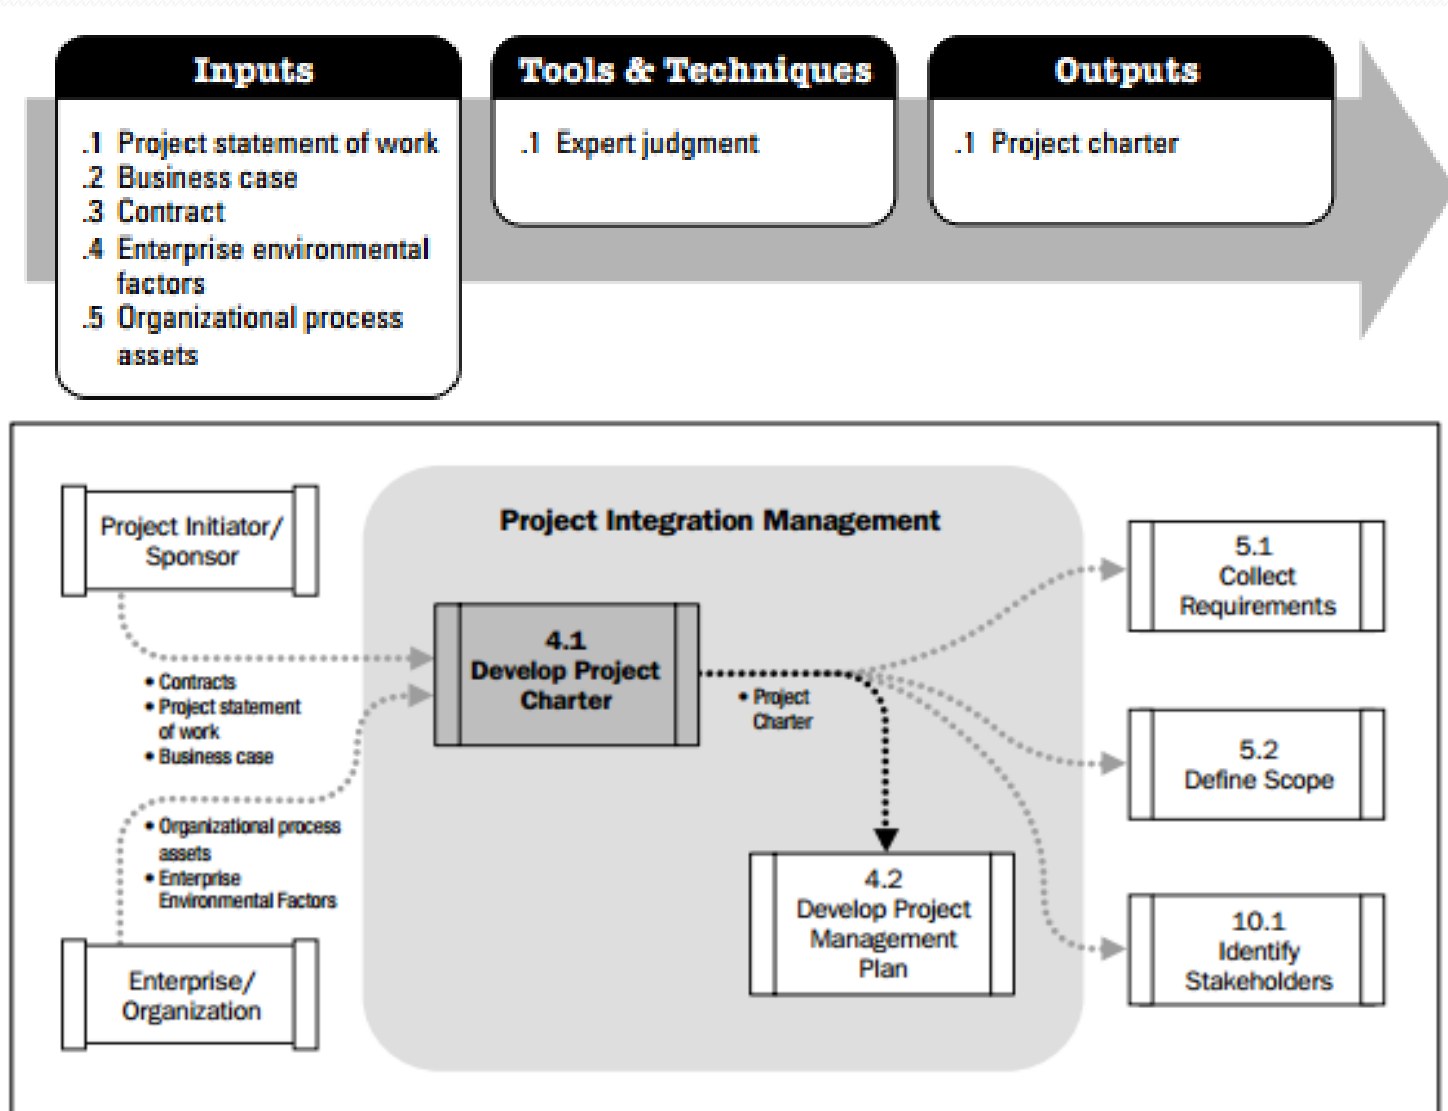 Inputs
.1 Project statement of work
.2 Business case
.3 Contract
.4 Enterprise environmental
factors
.5 Organizational process
assets
Tools & Techniques
.1 Expert judgment
Outputs
.1 Project charter
Project Initiator/
Sponsor
• Contracts
• Project statement
of work
• Business case
• Organizational process
assets
• Enterprise
Environmental Factors
Enterprise/
Organization
Project Integration Management
4.1
Develop Project
Charter
• Project
Charter
4.2
Develop Project
Management
Plan
5.1
Collect
Requirements
5.2
Define Scope
10.1
Identify
Stakeholders